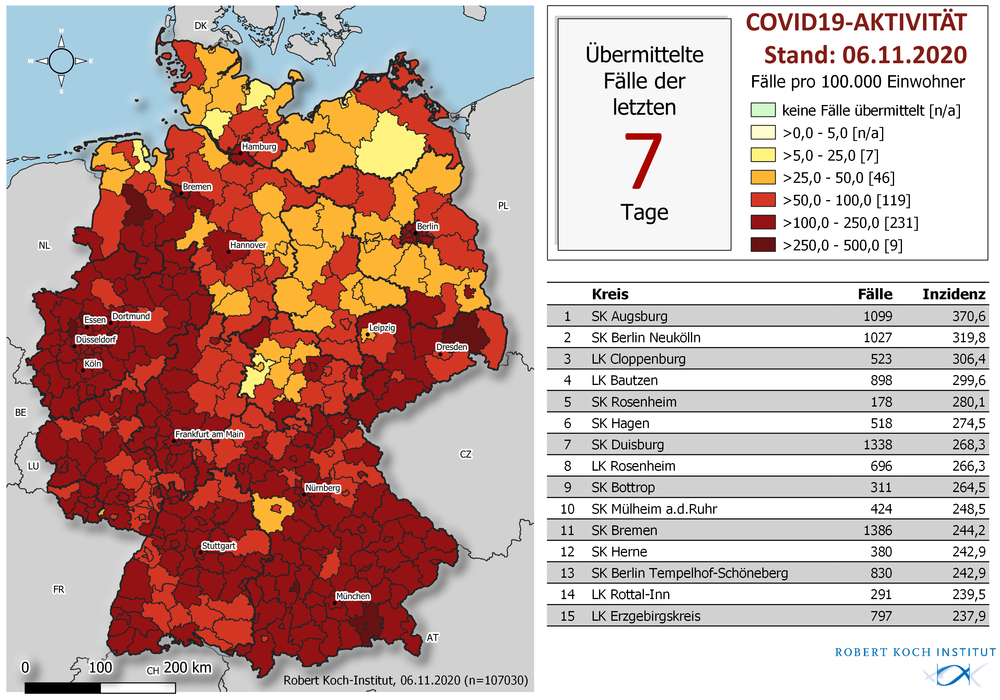 N
W
E
S
DK
Hamburg
Bremen
PL
Berlin
NL
Hannover
Essen
Dortmund
Düsseldorf
Leipzig
Dresden
Köln
BE
Frankfurt am Main
CZ
LU
Nürnberg
Stuttgart
FR
München
AT
0
100
CH
200 km
Robert Koch-Institut, 06.11.2020 (n=107030)
Übermittelte
Fälle der
letzten
7
Tage
COVID19-AKTIVITÄT
Stand: 06.11.2020
Fälle pro 100.000 Einwohner
keine Fälle übermittelt [n/a]
>0,0 - 5,0 [n/a]
>5,0 - 25,0 [7]
>25,0 - 50,0 [46]
>50,0 - 100,0 [119]
>100,0 - 250,0 [231]
>250,0 - 500,0 [9]
Kreis Fälle Inzidenz
1 SK Augsburg 1099 370,6
2 SK Berlin Neukölln 1027 319,8
3 LK Cloppenburg 523 306,4
4 LK Bautzen 898 299,6
5 SK Rosenheim 178 280,1
6 SK Hagen 518 274,5
7 SK Duisburg 1338 268,3
8 LK Rosenheim 696 266,3
9 SK Bottrop 311 264,5
10 SK Mülheim a.d.Ruhr 424 248,5
11 SK Bremen 1386 244,2
12 SK Herne 380 242,9
13 SK Berlin Tempelhof-Schöneberg 830 242,9
14 LK Rottal-Inn 291 239,5
15 LK Erzgebirgskreis 797 237,9
ROBERT KOCH INSTITUT